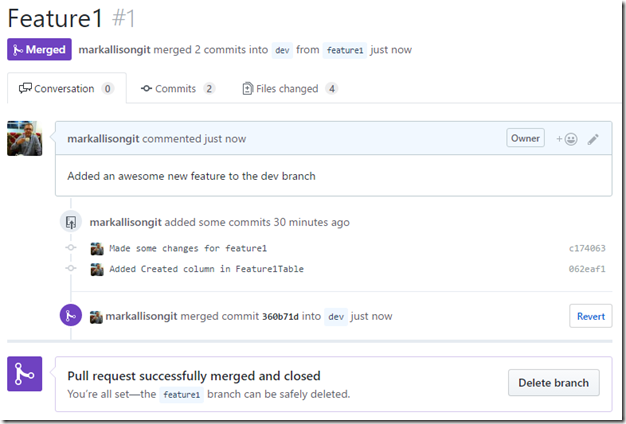 Feature1 #1
Merged markallisongit merged 2 commits into dev from feature1 just now
Conversation 0 Commits 2 Files changed 4
markallisongit commented just now Owner +
Added an awesome new feature to the dev branch
markallisongit added some commits 30 minutes ago
Made some changes for feature1 c174063
Added Created column in Feature1Table 062eaf1
markallisongit merged commit 360b71d into dev just now Revert
Pull request successfully merged and closed
You're all set—the feature1 branch can be safely deleted.
Delete branch